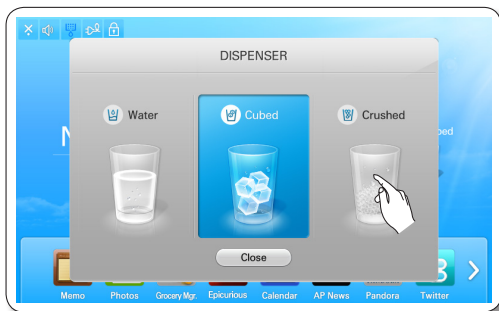 DISPENSER
Water
Cubed
Crushed
Close
Memo
Photos
Grocery Mgr.
Epicurious
Calendar
AP News
Pandora
Twitter